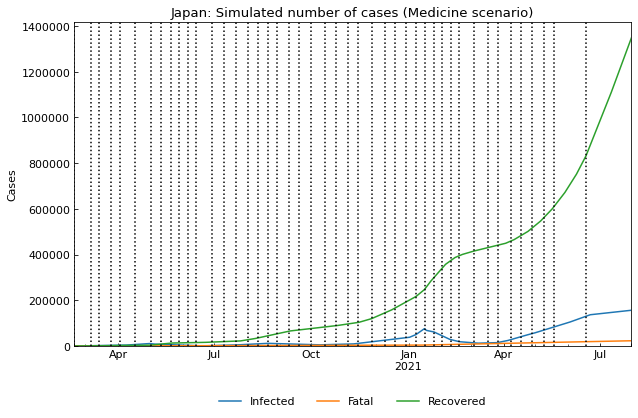 Japan: Simulated number of cases (Medicine scenario)
1400000
1200000
1000000
800000
600000
400000
200000
0
Cases
Apr Jul Oct Jan Apr Jul
2021
Infected Fatal Recovered